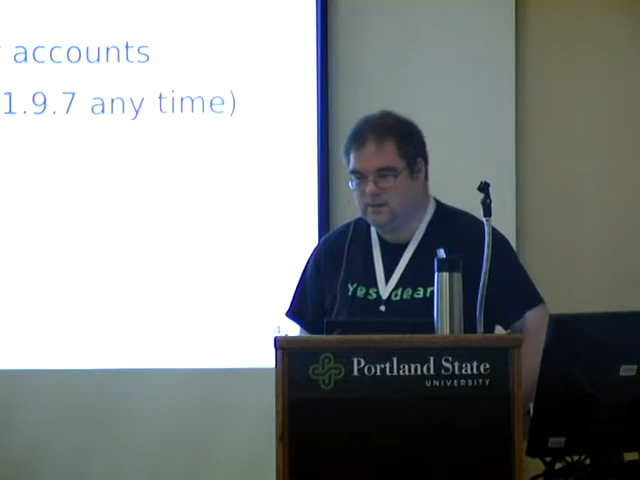 accounts
1.9.7 any time)
Yes dear
Portland State
UNIVERSITY